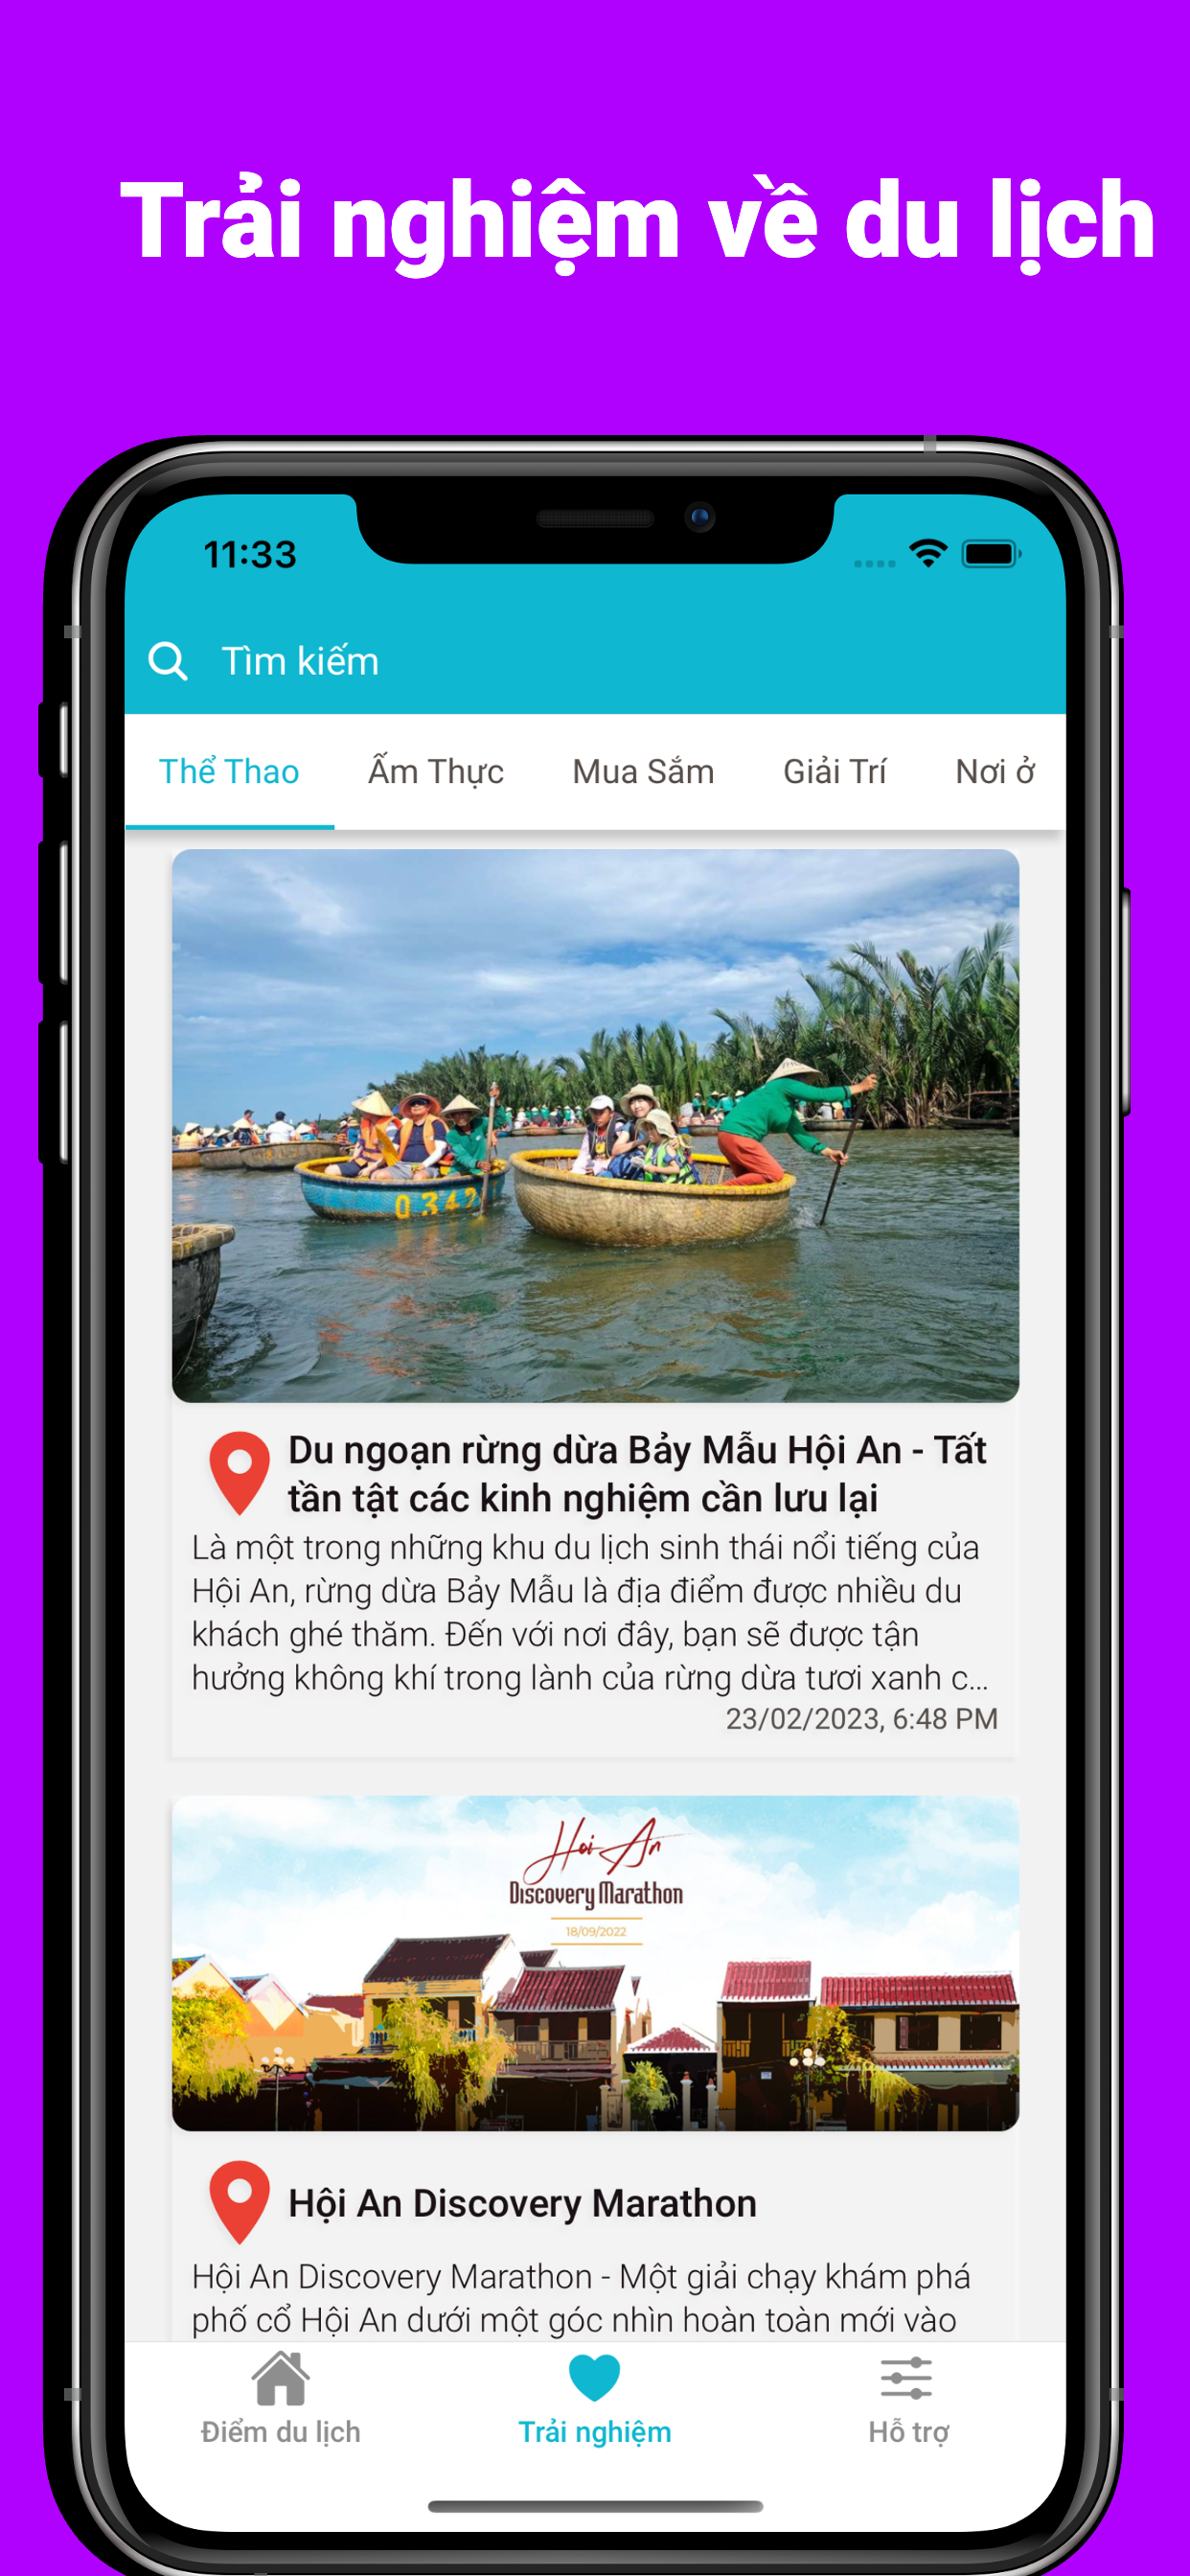 Trải nghiệm về du lịch
11:33
Tìm kiếm
Thể Thao Ẩm Thực Mua Sắm Giải Trí Nơi ở
0342
Du ngoạn rừng dừa Bảy Mẫu Hội An - Tất
tần tật các kinh nghiệm cần lưu lại
Là một trong những khu du lịch sinh thái nổi tiếng của
Hội An, rừng dừa Bảy Mẫu là địa điểm được nhiều du
khách ghé thăm. Đến với nơi đây, bạn sẽ được tận
hưởng không khí trong lành của rừng dừa tươi xanh c...
23/02/2023, 6:48 PM
Hoi An
Discovery Marathon
18/09/2022
Hội An Discovery Marathon
Hội An Discovery Marathon - Một giải chạy khám phá
phố cổ Hội An dưới một góc nhìn hoàn toàn mới vào
Điểm du lịch Trải nghiệm Hỗ trợ